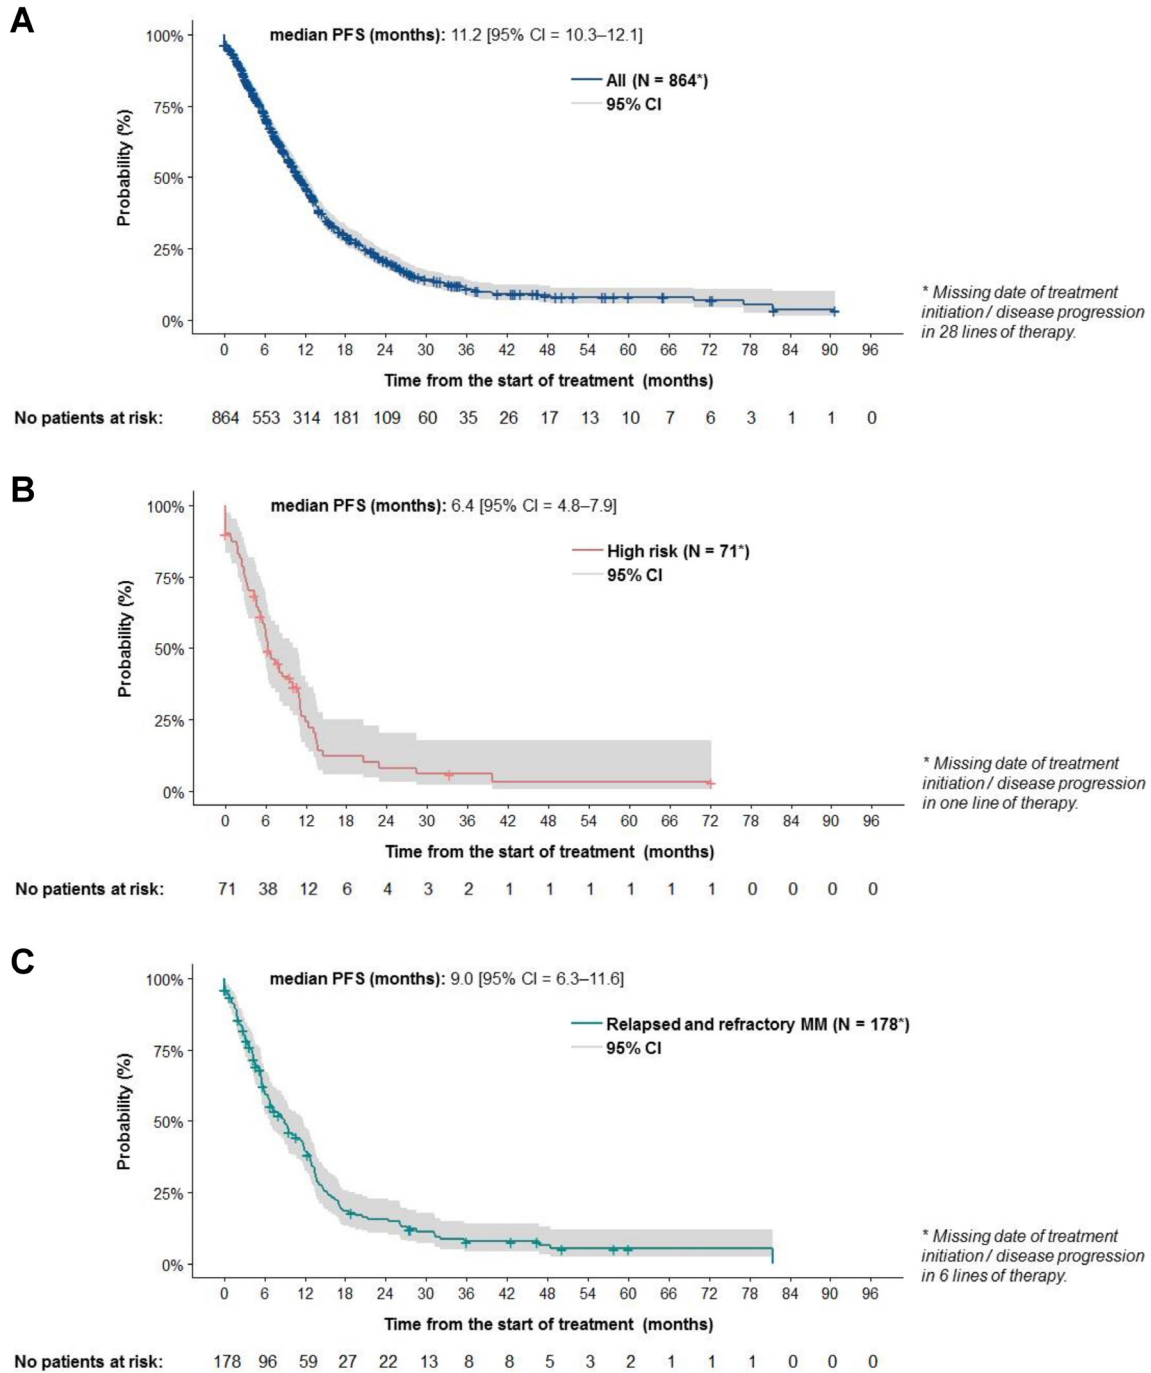 A
median PFS (months): 11.2 [95% CI = 10.3–12.1]
100%
75%
50%
25%
0%
Probability (%)
All (N = 864*)
95% CI
* Missing date of treatment
initiation / disease progression
in 28 lines of therapy.
0 6 12 18 24 30 36 42 48 54 60 66 72 78 84 90 96
Time from the start of treatment (months)
No patients at risk: 864 553 314 181 109 60 35 26 17 13 10 7 6 3 1 1 0
B
median PFS (months): 6.4 [95% CI = 4.8–7.9]
100%
75%
50%
25%
0%
Probability (%)
High risk (N = 71*)
95% CI
* Missing date of treatment
initiation / disease progression
in one line of therapy.
0 6 12 18 24 30 36 42 48 54 60 66 72 78 84 90 96
Time from the start of treatment (months)
No patients at risk: 71 38 12 6 4 3 2 1 1 1 1 1 1 0 0 0 0
C
median PFS (months): 9.0 [95% CI = 6.3–11.6]
100%
75%
50%
25%
0%
Probability (%)
Relapsed and refractory MM (N = 178*)
95% CI
* Missing date of treatment
initiation / disease progression
in 6 lines of therapy.
0 6 12 18 24 30 36 42 48 54 60 66 72 78 84 90 96
Time from the start of treatment (months)
No patients at risk: 178 96 59 27 22 13 8 8 5 3 2 1 1 1 0 0 0